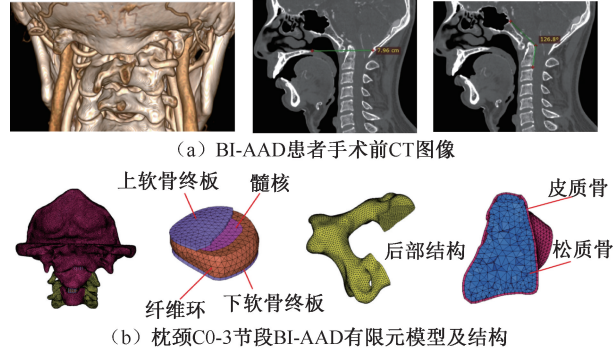 7.96 cm
126.8°
(a) BI-AAD患者手术前CT图像
上软骨终板
髓核
纤维环
下软骨终板
后部结构
皮质骨
松质骨
(b) 枕颈C0-3节段BI-AAD有限元模型及结构